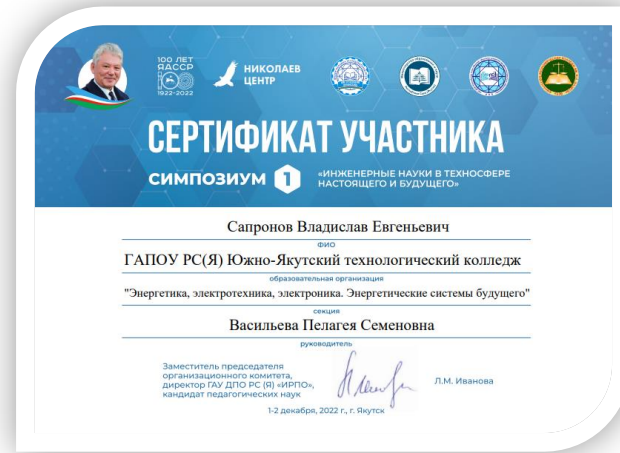 100 ЛЕТ
ЯАССР
1922-2022
НИКОЛАЕВ
ЦЕНТР
СЕРТИФИКАТ УЧАСТНИКА
СИМПОЗИУМ 1
«ИНЖЕНЕРНЫЕ НАУКИ В ТЕХНОСФЕРЕ
НАСТОЯЩЕГО И БУДУЩЕГО»
Сапронов Владислав Евгеньевич
ФИО
ГАПОУ РС(Я) Южно-Якутский технологический колледж
образовательная организация
"Энергетика, электротехника, электроника. Энергетические системы будущего"
секция
Васильева Пелагея Семеновна
руководитель
Заместитель председателя
организационного комитета,
директор ГАУ ДПО РС (Я) «ИРПО»,
кандидат педагогических наук
Л.М. Иванова
1-2 декабря, 2022 г., г. Якутск